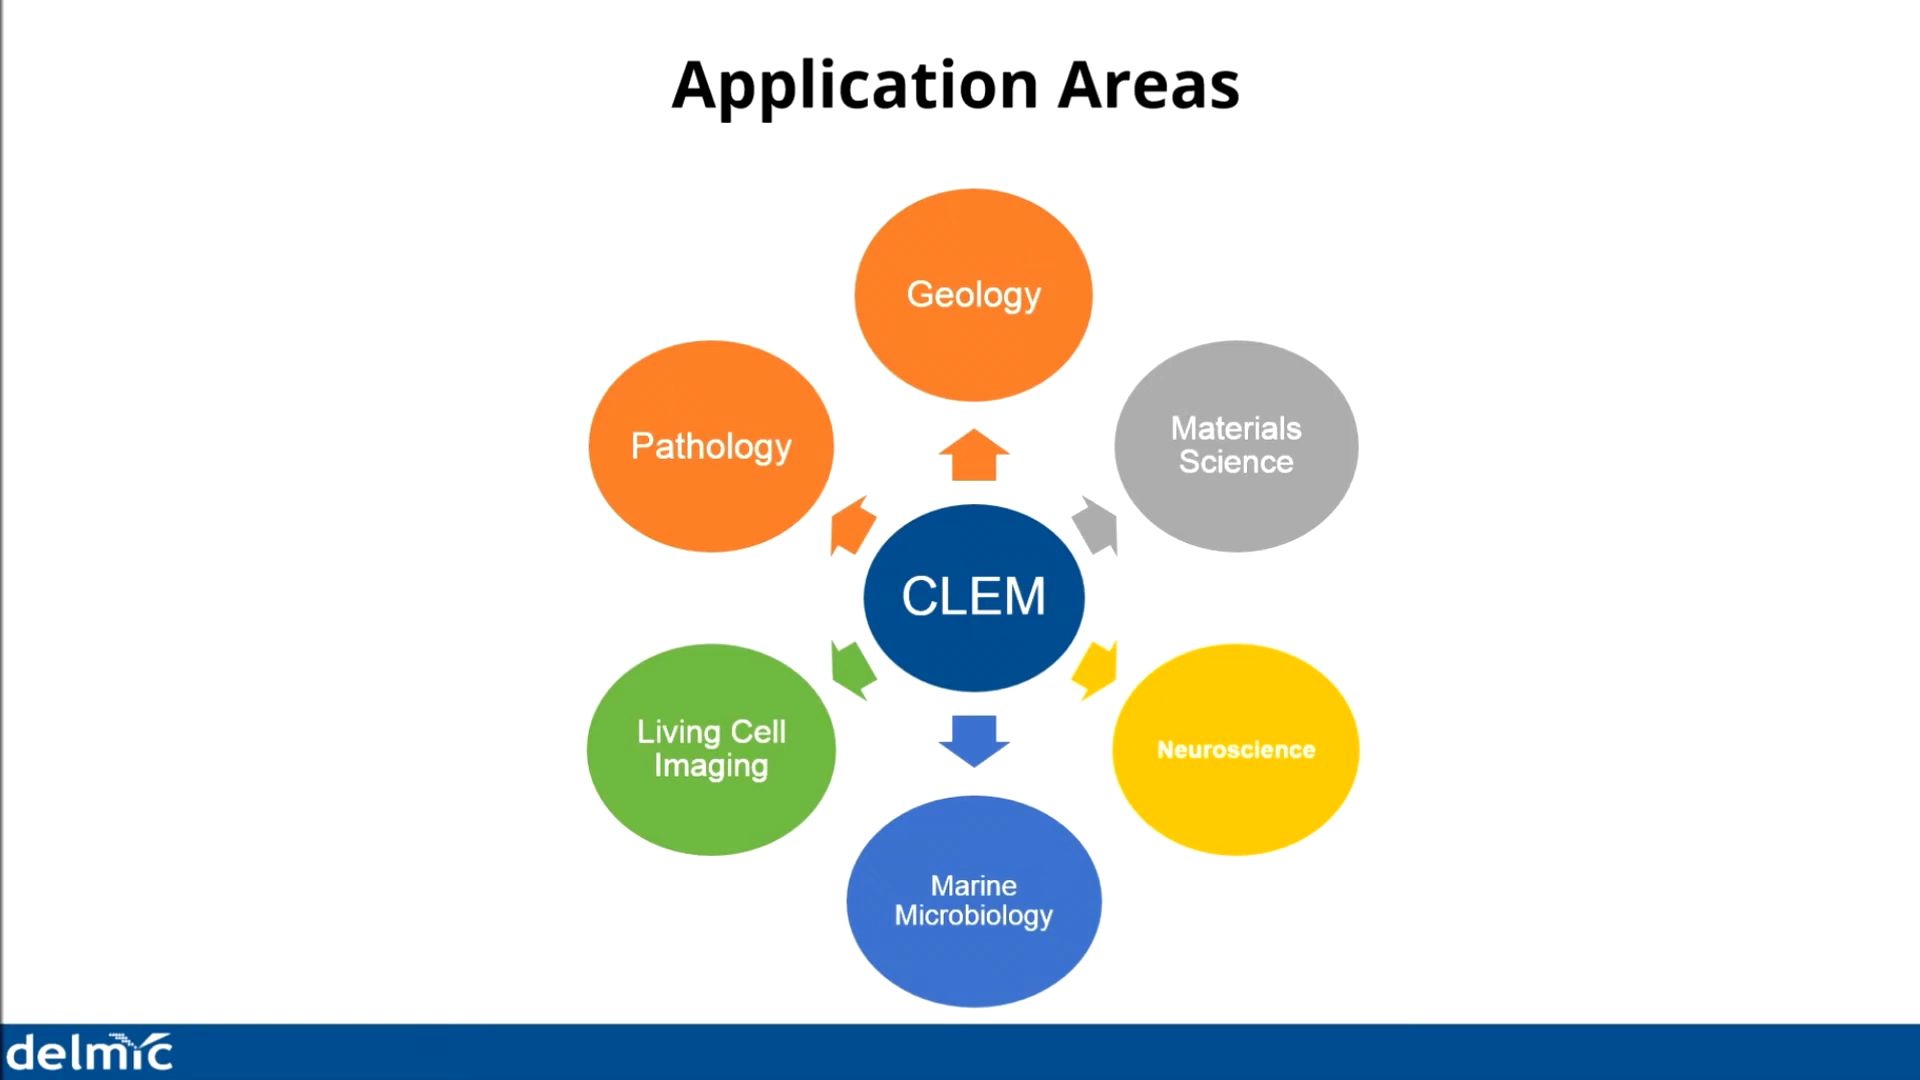 Application Areas
Geology
Pathology
Materials
Science
CLEM
Living Cell
Imaging
Neuroscience
Marine
Microbiology
delmic